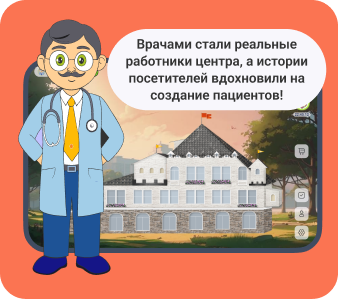 Врачами стали реальные
работники центра, а истории
посетителей вдохновили на
создание пациентов!